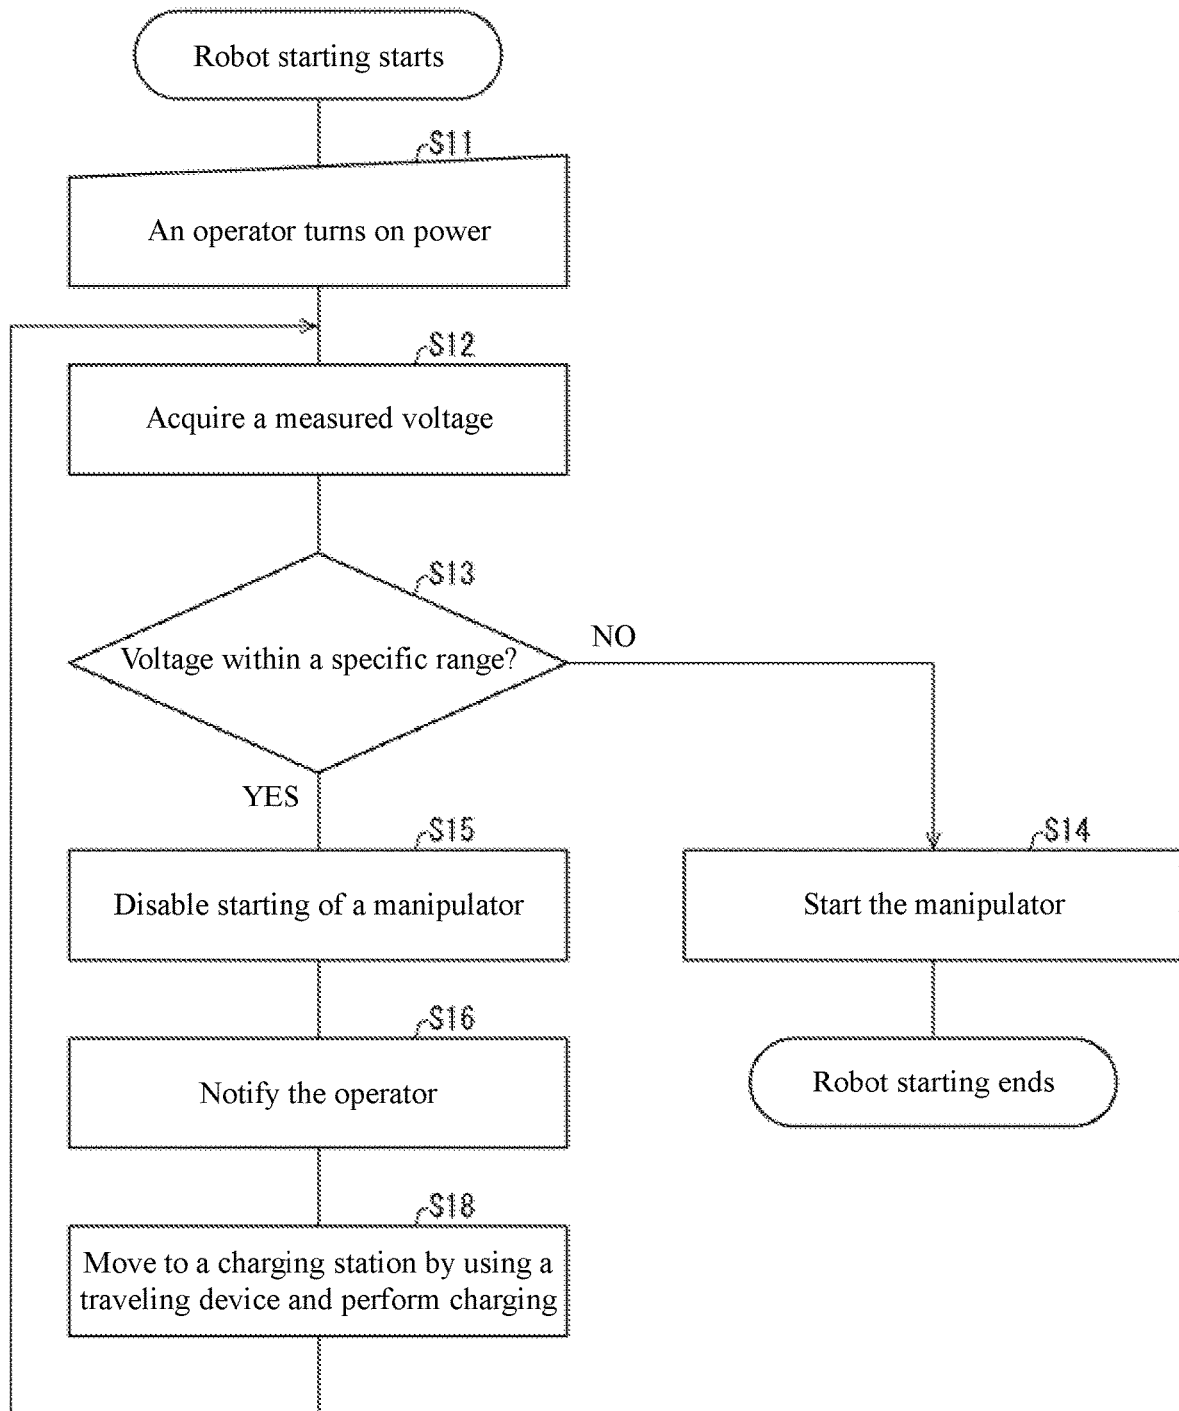 Robot starting starts
S11
An operator turns on power
S12
Acquire a measured voltage
S13
Voltage within a specific range?
NO
YES
S15
Disable starting of a manipulator
S14
Start the manipulator
S16
Notify the operator
Robot starting ends
S18
Move to a charging station by using a
traveling device and perform charging